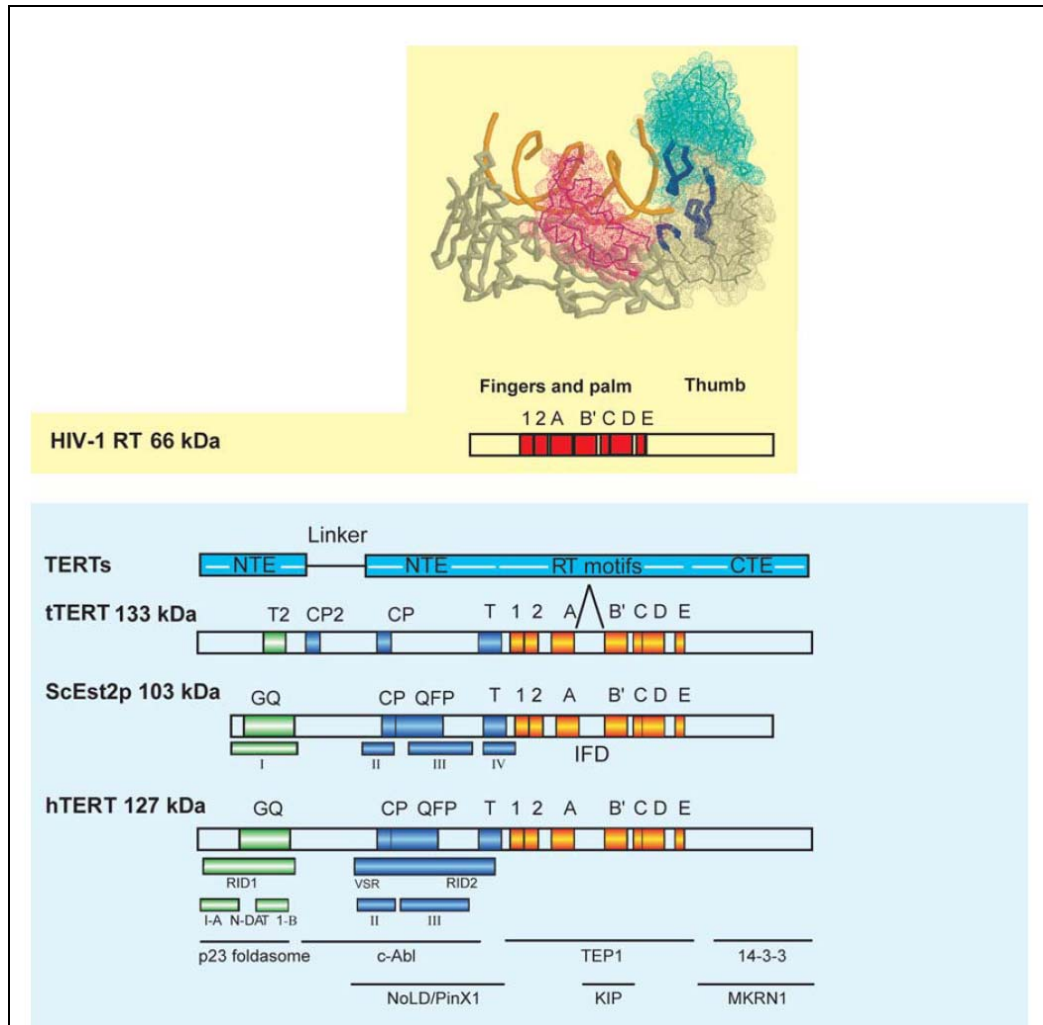 Fingers and palm Thumb
1 2 A B' C D E
HIV-1 RT 66 kDa
Linker
TERTs NTE NTE RT motifs CTE
tTERT 133 kDa T2 CP2 CP T 1 2 A B' C D E
ScEst2p 103 kDa
GQ CP QFP T 1 2 A B' C D E
I II III IV IFD
hTERT 127 kDa
GQ CP QFP T 1 2 A B' C D E
RID1 VSR RID2
I-A N-DAT 1-B II III
p23 foldasome c-Abl TEP1 14-3-3
NoLD/PinX1 KIP MKRN1